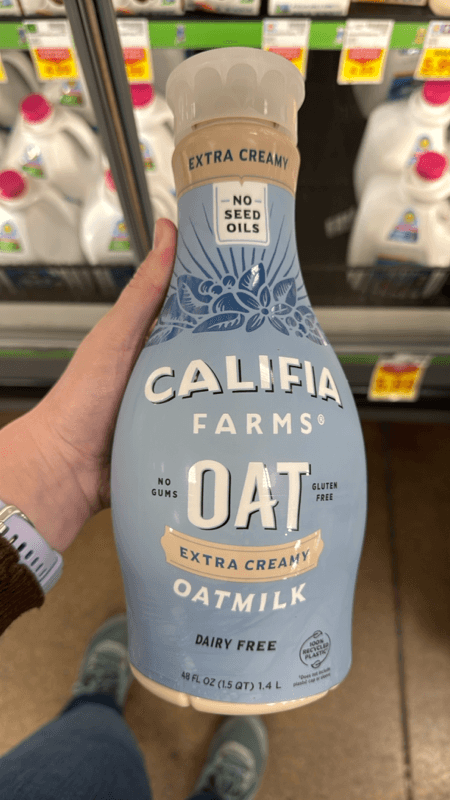 EXTRA CREAMY
NO
SEED
OILS
CALIFIA
FARMS®
NO
GUMS
OAT
GLUTEN
FREE
EXTRA CREAMY
OATMILK
DAIRY FREE
100%
RECYCLED
PLASTIC*
48 FL OZ (1.5 QT) 1.4 L